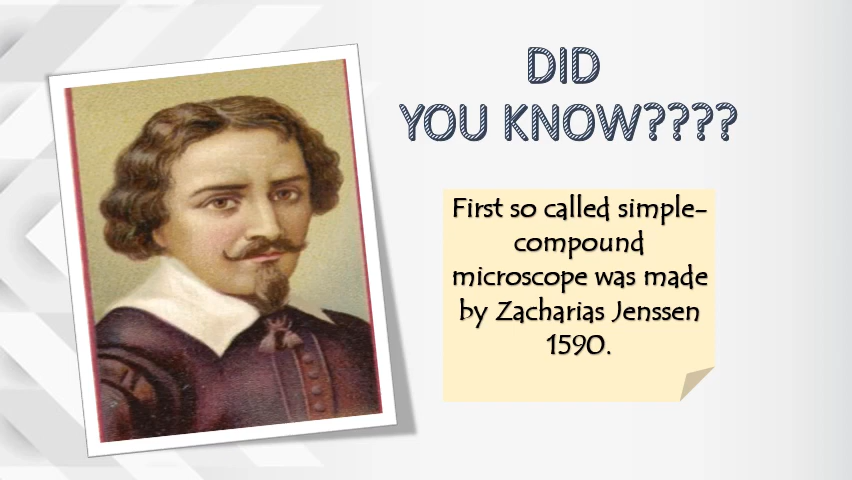 DID
YOU KNOW????
First so called simple-
compound
microscope was made
by Zacharias Jenssen
1590.